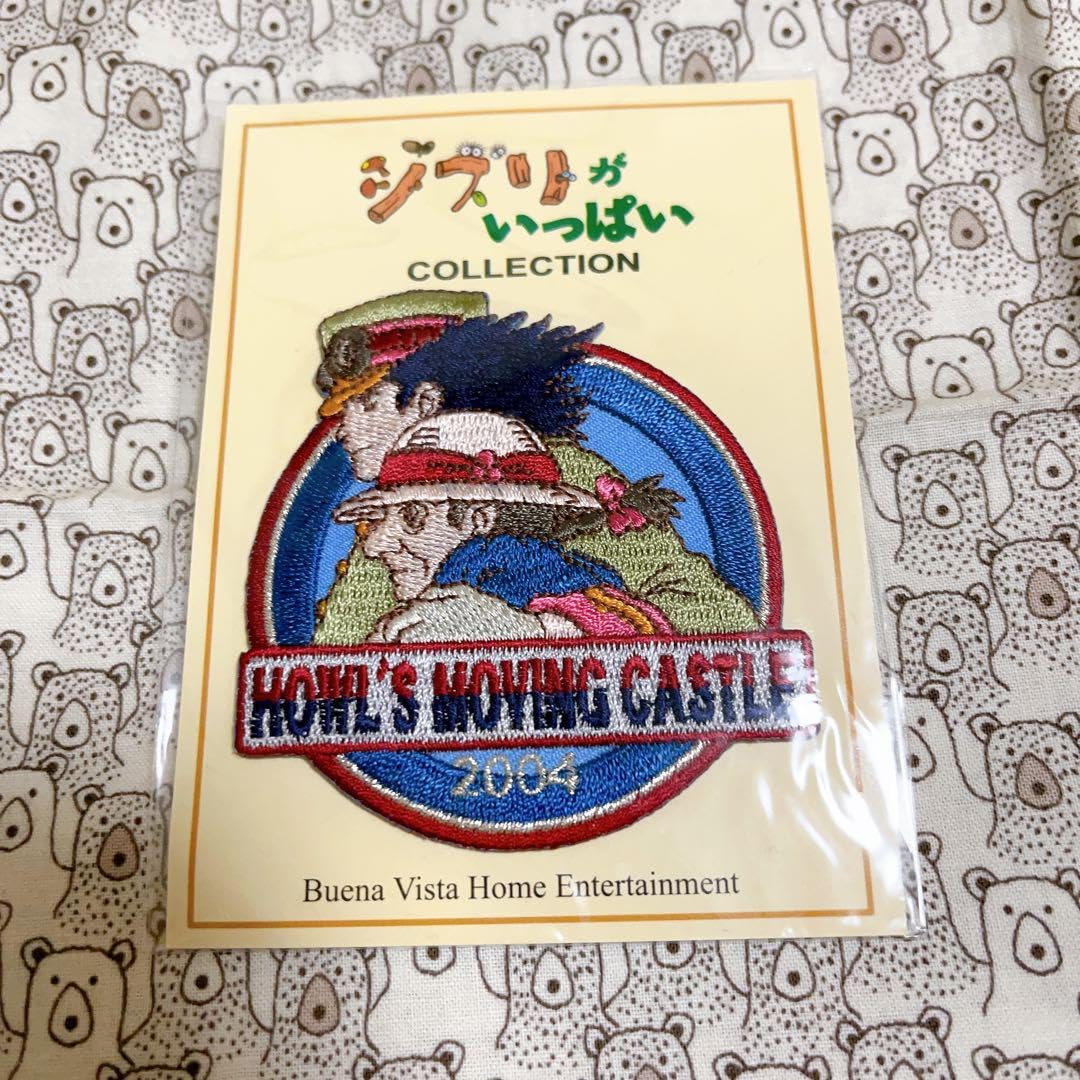 ジブリが
いっぱい
COLLECTION
HOWL'S MOVING CASTLE
2004
Buena Vista Home Entertainment